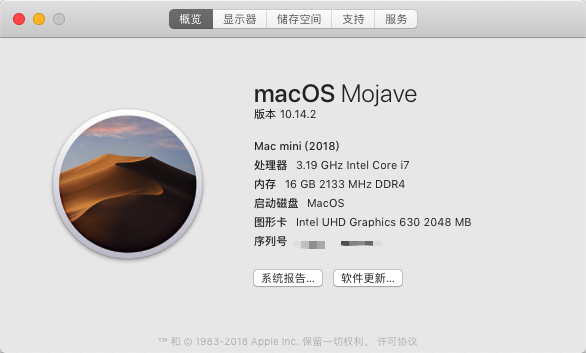 概览 显示器 储存空间 支持 服务
macOS Mojave
版本 10.14.2
Mac mini (2018)
处理器 3.19 GHz Intel Core i7
内存 16 GB 2133 MHz DDR4
启动磁盘 MacOS
图形卡 Intel UHD Graphics 630 2048 MB
序列号
系统报告... 软件更新...
™ 和 © 1983-2018 Apple Inc. 保留一切权利。 许可协议